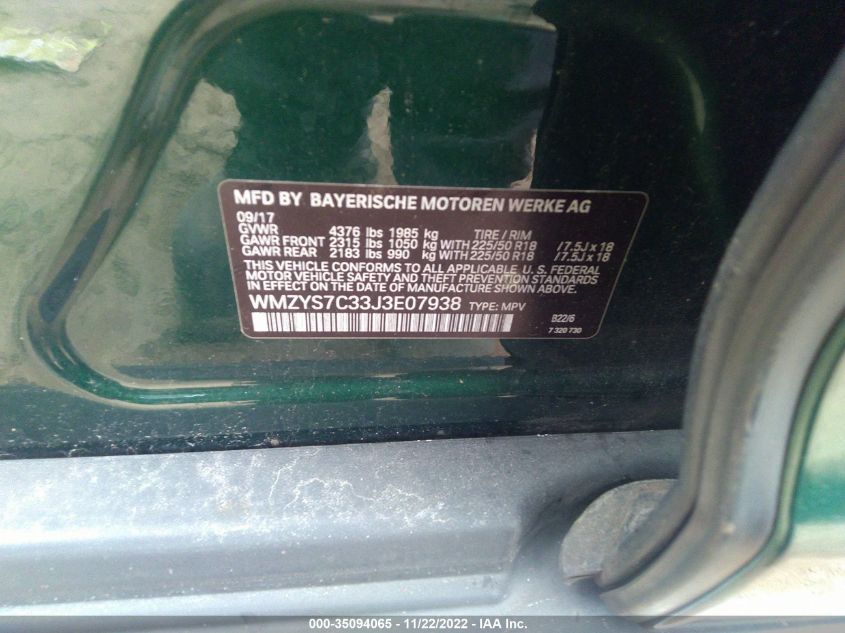 MFD BY BAYERISCHE MOTOREN WERKE AG
09/17
GVWR 4376 lbs 1985 kg TIRE / RIM
GAWR FRONT 2315 lbs 1050 kg WITH 225/50 R18 /7.5J x 18
GAWR REAR 2183 lbs 990 kg WITH 225/50 R18 /7.5J x 18
THIS VEHICLE CONFORMS TO ALL APPLICABLE U. S. FEDERAL
MOTOR VEHICLE SAFETY AND THEFT PREVENTION STANDARDS
IN EFFECT ON THE DATE OF MANUFACTURE SHOWN ABOVE.
WMZYS7C33J3E07938 TYPE: MPV
B22/6
7 320 730
000-35094065 - 11/22/2022 - IAA Inc.